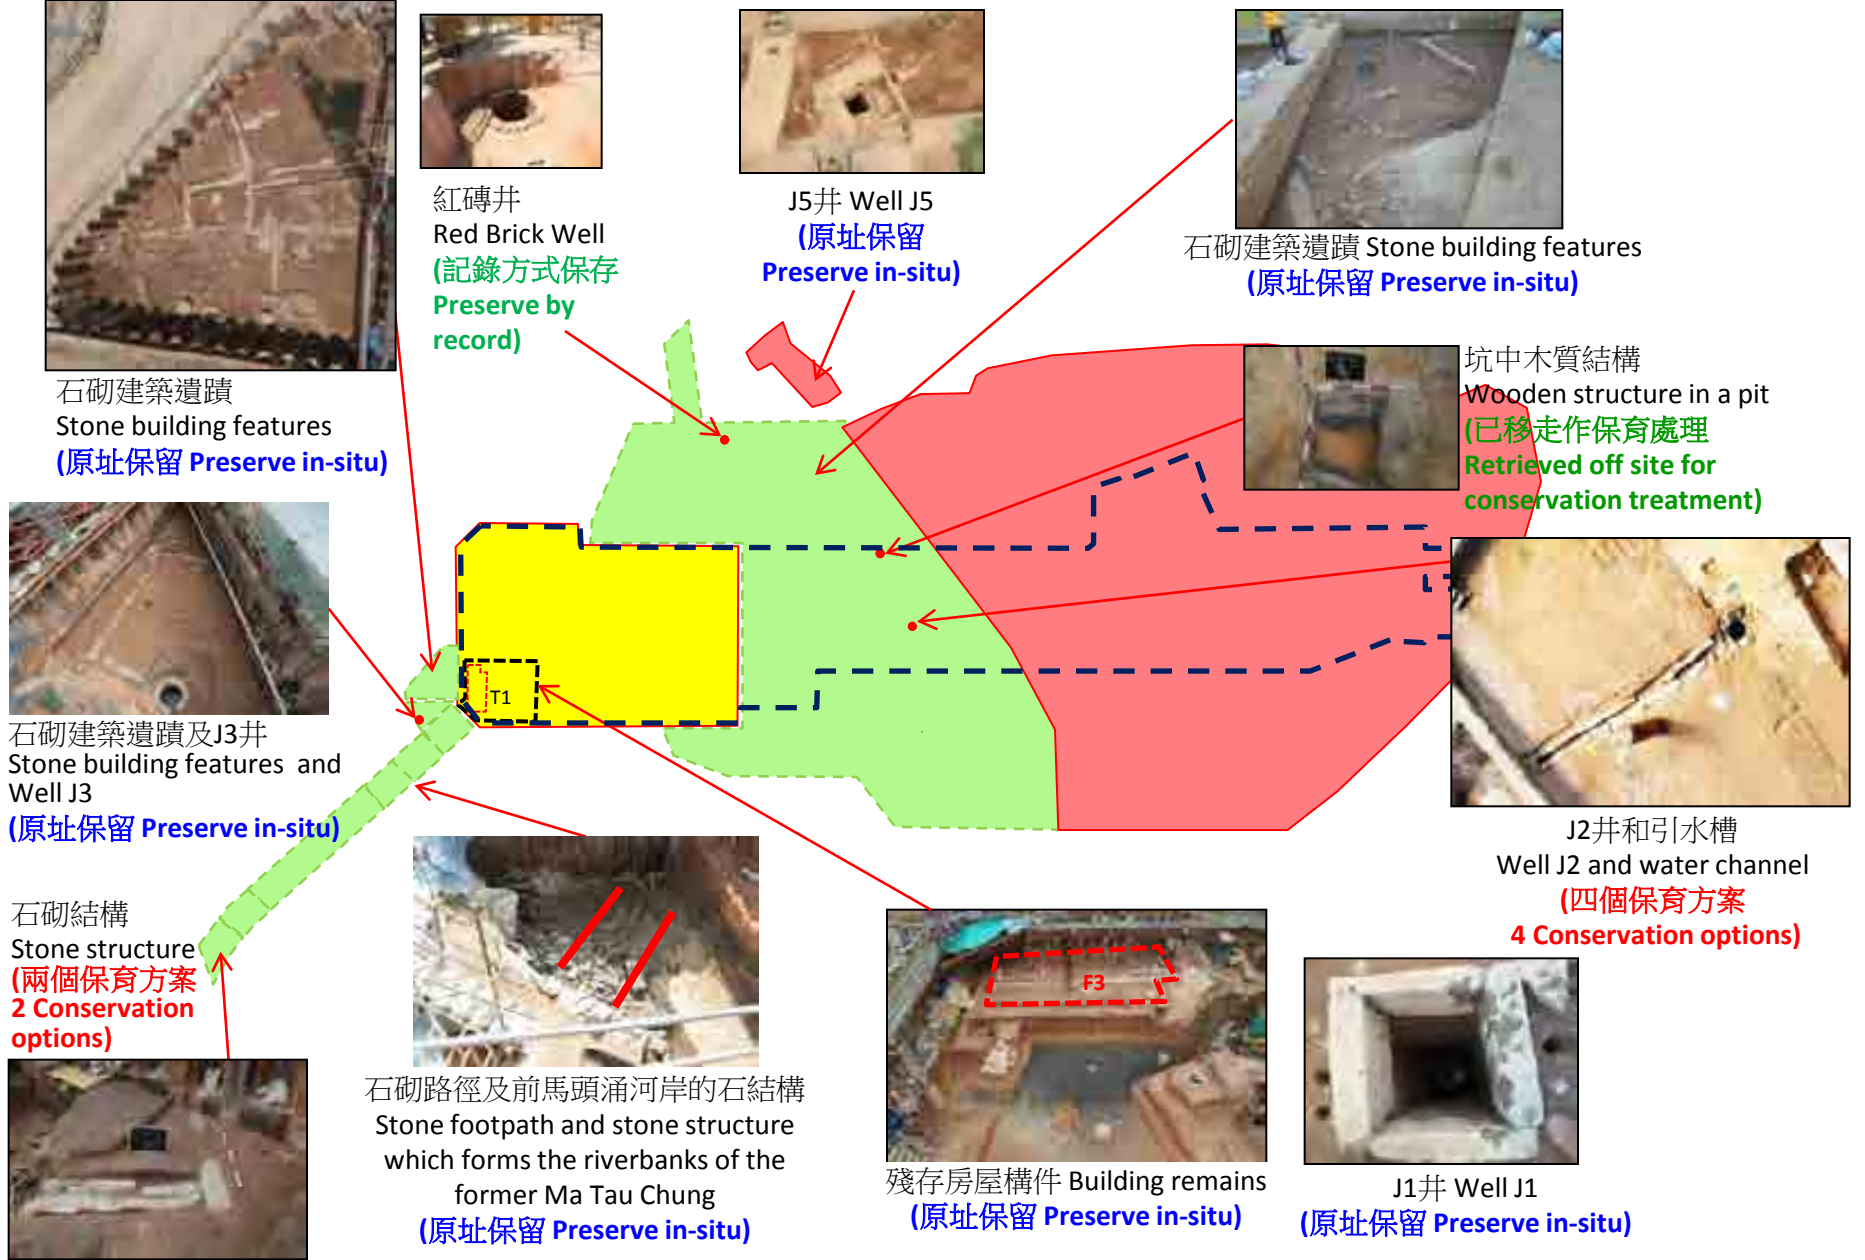 紅磚井
Red Brick Well
(記錄方式保存
Preserve by
record)
J5井 Well J5
(原址保留
Preserve in-situ)
石砌建築遺蹟 Stone building features
(原址保留 Preserve in-situ)
石砌建築遺蹟
Stone building features
(原址保留 Preserve in-situ)
坑中木質結構
Wooden structure in a pit
(已移走作保育處理
Retrieved off site for
conservation treatment)
T1
石砌建築遺蹟及J3井
Stone building features and
Well J3
(原址保留 Preserve in-situ)
J2井和引水槽
Well J2 and water channel
(四個保育方案
4 Conservation options)
石砌結構
Stone structure
(兩個保育方案
2 Conservation
options)
F3
石砌路徑及前馬頭涌河岸的石結構
Stone footpath and stone structure
which forms the riverbanks of the
former Ma Tau Chung
(原址保留 Preserve in-situ)
殘存房屋構件 Building remains
(原址保留 Preserve in-situ)
J1井 Well J1
(原址保留 Preserve in-situ)